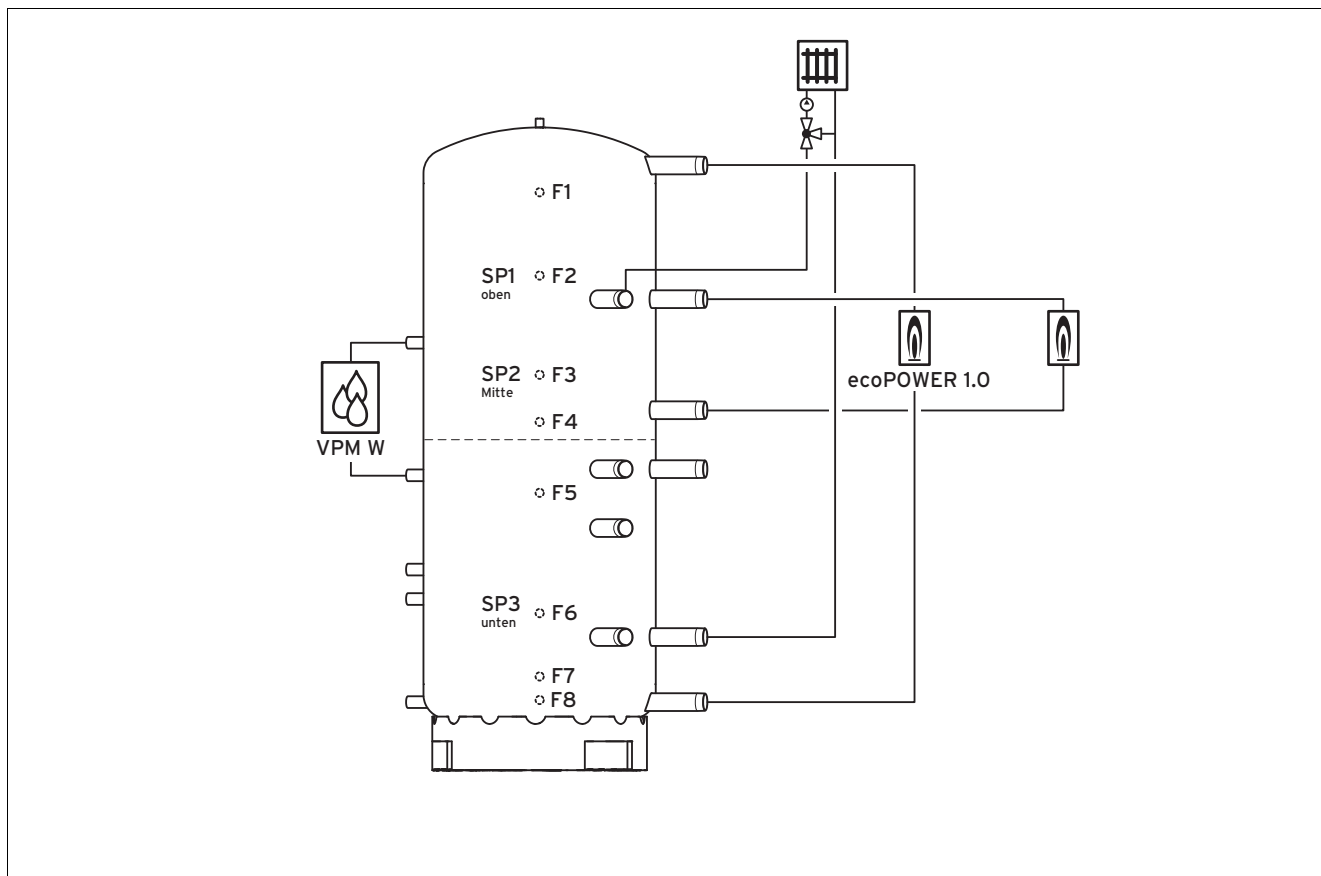 F1
SP1
oben
F2
SP2
Mitte
F3
F4
VPM W
ecoPOWER 1.0
F5
SP3
unten
F6
F7
F8